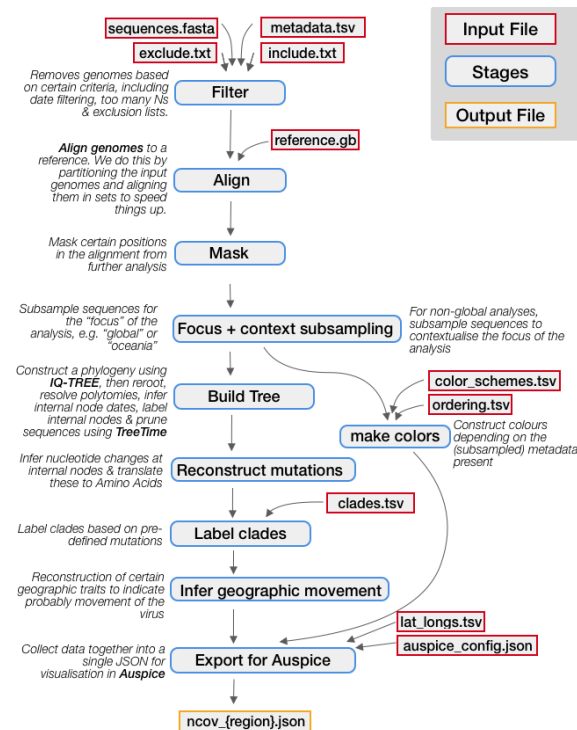 sequences.fasta
metadata.tsv
exclude.txt
include.txt
Input File
Stages
Output File
Removes genomes based
on certain criteria, including
date filtering, too many Ns
& exclusion lists.
Filter
reference.gb
Align genomes to a
reference. We do this by
partitioning the input
genomes and aligning
them in sets to speed
things up.
Align
Mask certain positions
in the alignment from
further analysis
Mask
Subsample sequences for
the “focus” of the
analysis, e.g. “global” or
“oceania”
Focus + context subsampling
For non-global analyses,
subsample sequences to
contextualise the focus of the
analysis
Construct a phylogeny using
IQ-TREE, then reroot,
resolve polytomies, infer
internal node dates, label
internal nodes & prune
sequences using TreeTime
Build Tree
color_schemes.tsv
ordering.tsv
make colors
Construct colours
depending on the
(subsampled) metadata
present
Infer nucleotide changes at
internal nodes & translate
these to Amino Acids
Reconstruct mutations
clades.tsv
Label clades based on pre-
defined mutations
Label clades
Reconstruction of certain
geographic traits to indicate
probably movement of the
virus
Infer geographic movement
lat_longs.tsv
auspice_config.json
Collect data together into a
single JSON for
visualisation in Auspice
Export for Auspice
ncov_{region}.json